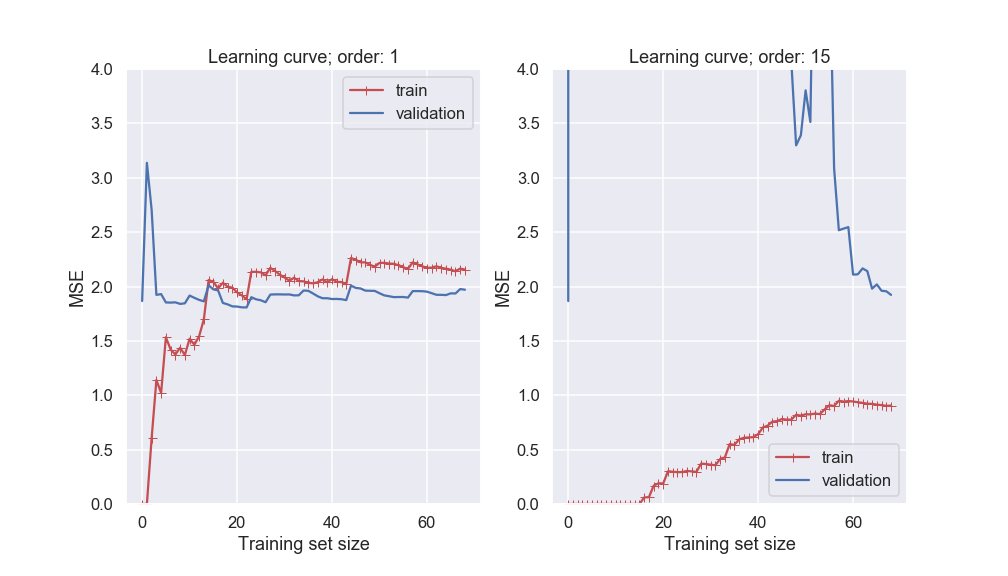 Learning curve; order: 1
4.0
3.5
3.0
2.5
2.0
1.5
1.0
0.5
0.0
MSE
0 20 40 60
Training set size
train
validation
Learning curve; order: 15
4.0
3.5
3.0
2.5
2.0
1.5
1.0
0.5
0.0
MSE
0 20 40 60
Training set size
train
validation